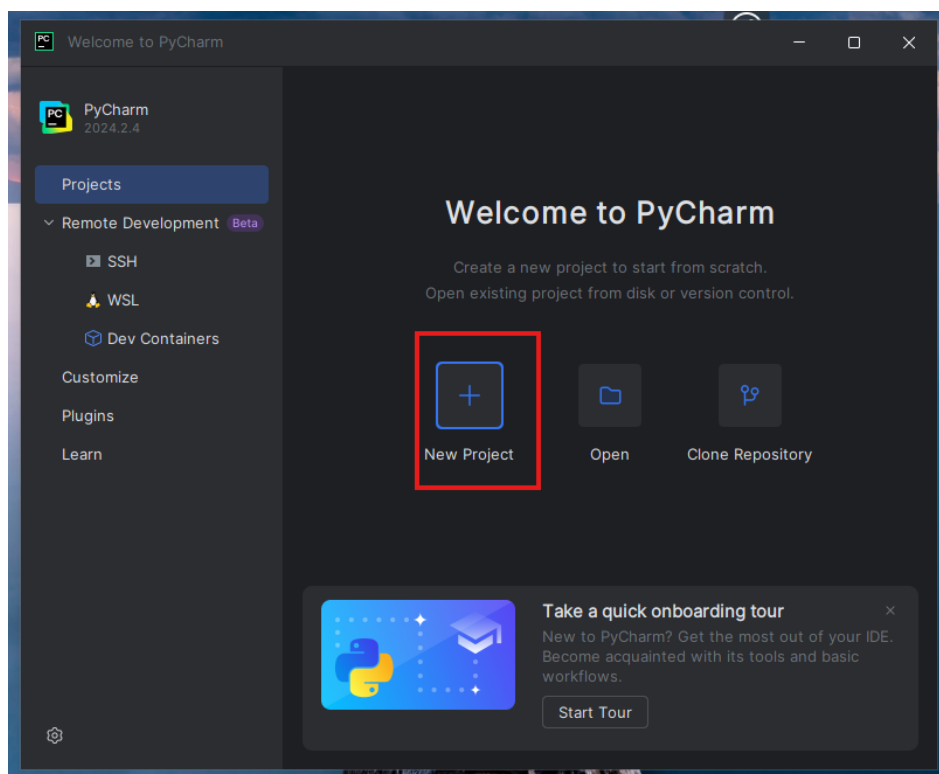 Welcome to PyCharm
PyCharm
2024.2.4
Projects
Remote Development Beta
SSH
WSL
Dev Containers
Customize
Plugins
Learn
Welcome to PyCharm
Create a new project to start from scratch.
Open existing project from disk or version control.
New Project
Open
Clone Repository
Take a quick onboarding tour
New to PyCharm? Get the most out of your IDE.
Become acquainted with its tools and basic
workflows.
Start Tour